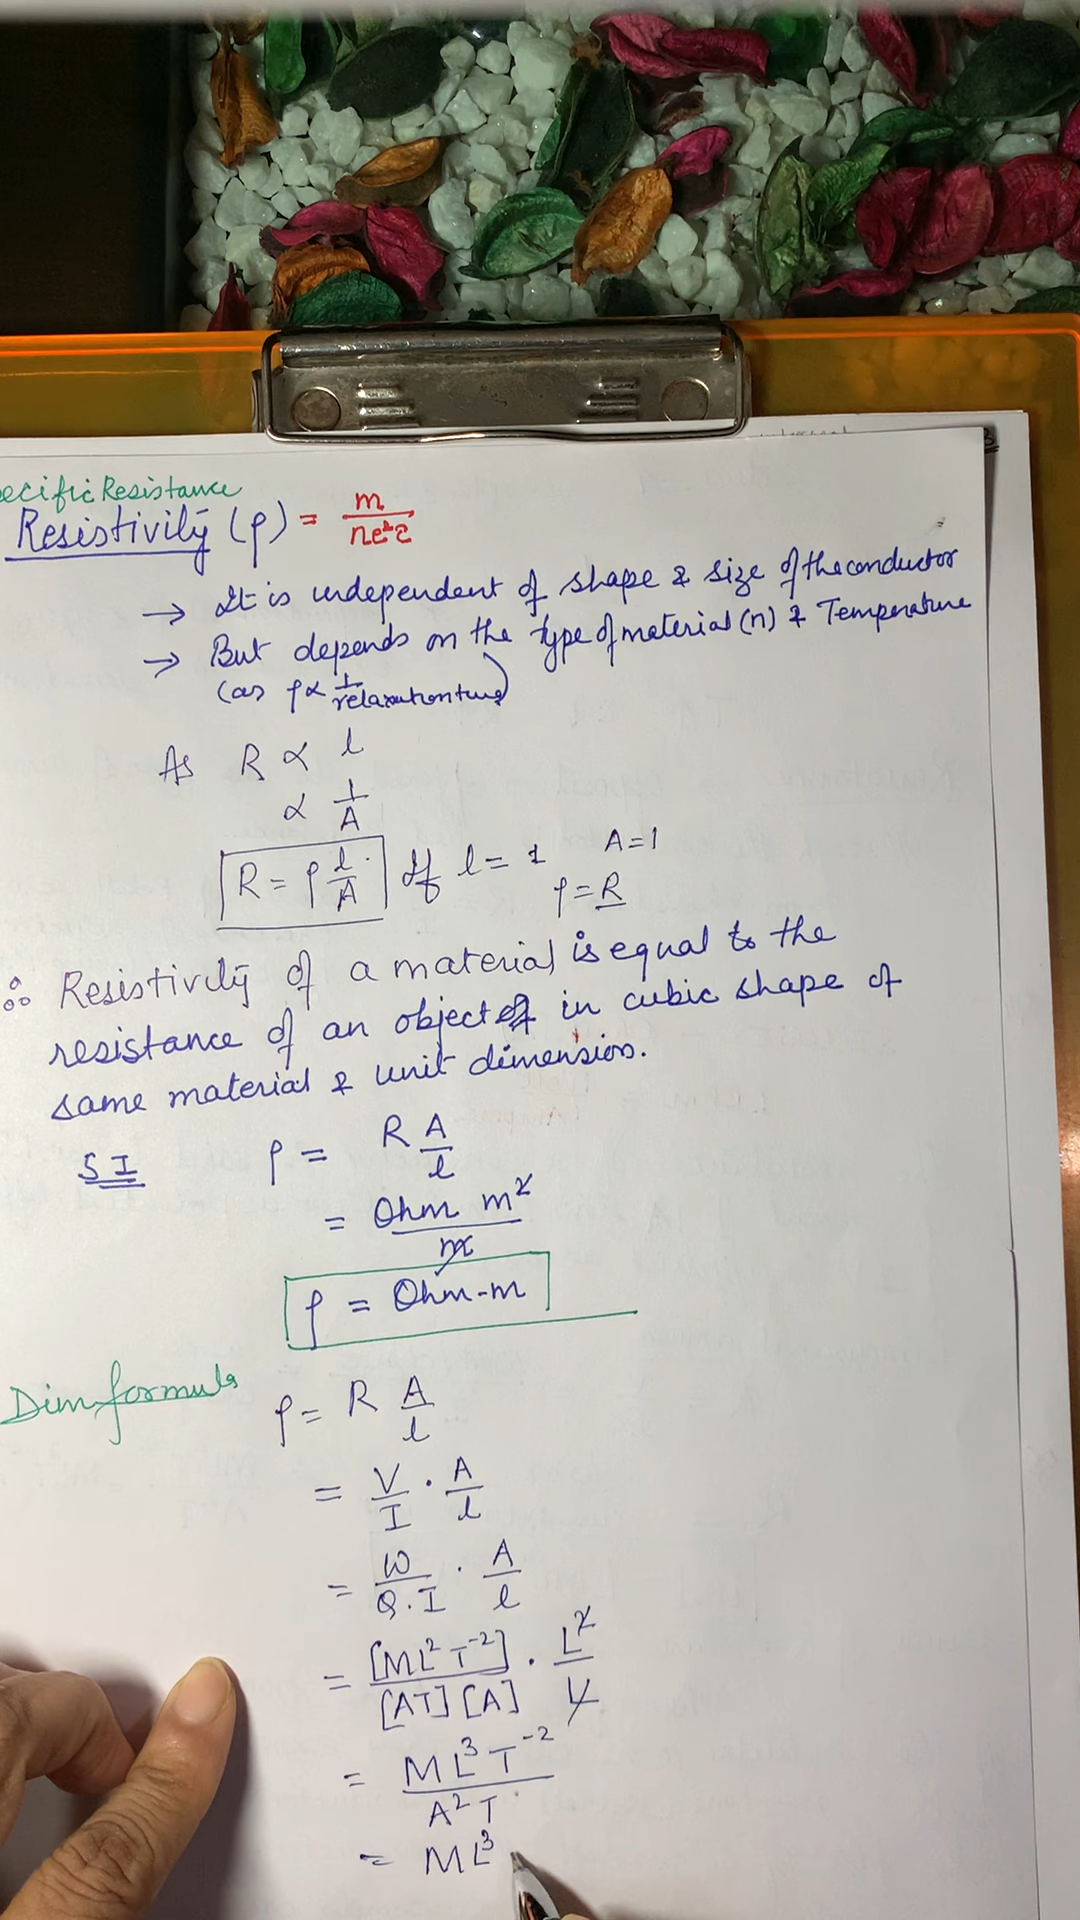 Specific Resistance
Resistivity (ρ) = m/ne²τ
→ It is independent of shape & size of the conductor
→ But depends on the type of material (n) & Temperature
(as ρ∝ 1/relaxation time)
As R ∝ l
∝ 1/A
R = ρ l/A If l = 1 A = 1
ρ = R
∴ Resistivity of a material is equal to the
resistance of an object in cubic shape of
same material & unit dimension.
SI ρ = R A/l
= Ohm m²/m
ρ = Ohm-m
Dim formula ρ = R A/l
= V/I · A/l
= W/Q.I · A/l
= [ML²T⁻²]/[AT][A] · L²/L
= ML³T⁻²/A²T
= ML³